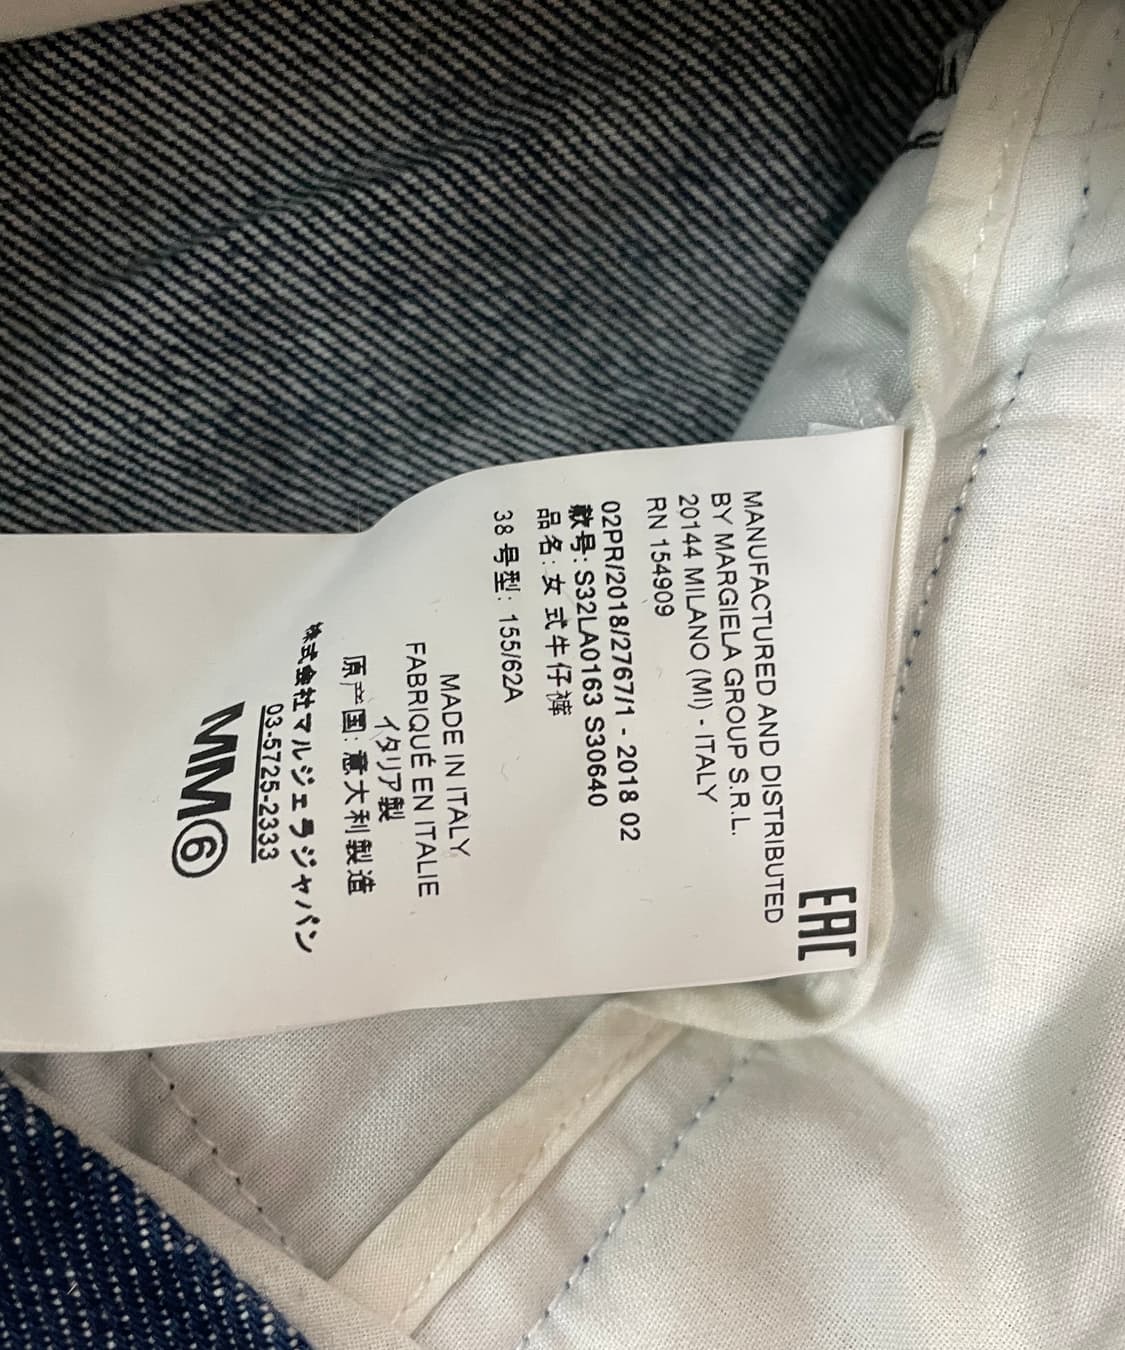 EAC
MANUFACTURED AND DISTRIBUTED
BY MARGIELA GROUP S.R.L.
20144 MILANO (MI) - ITALY
RN 154909
02PR/2018/2767/1 - 2018 02
款号: S32LA0163 S30640
品名: 女 式 牛 仔 裤
38 号型: 155/62A
MADE IN ITALY
FABRIQUÉ EN ITALIE
イタリア製
原产国: 意大利製造
株式会社マルジェラジャパン
03-5725-2333
MM⑥